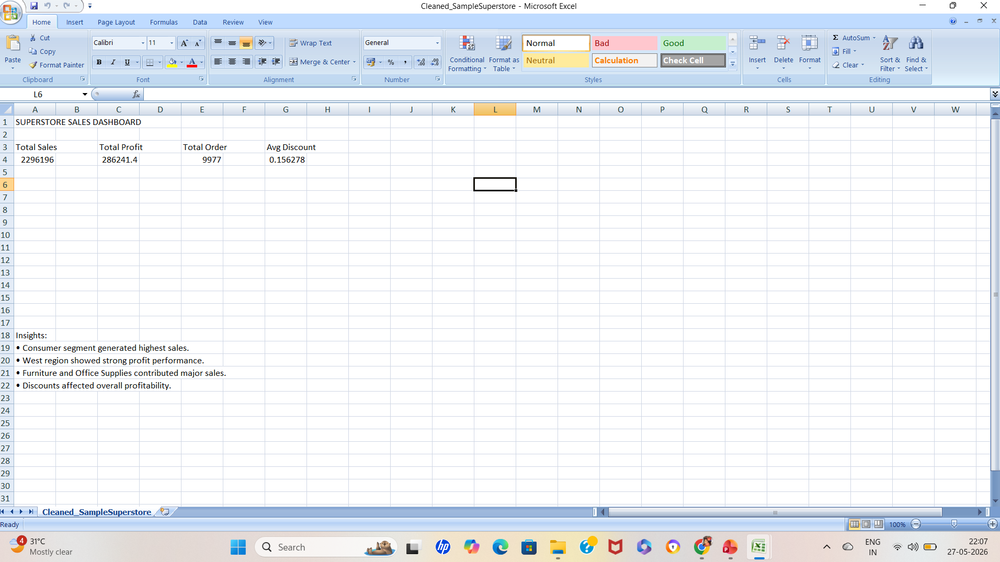 Cleaned_SampleSuperstore - Microsoft Excel
Home Insert Page Layout Formulas Data Review View
Paste
Cut
Copy
Format Painter
Clipboard
Calibri 11
B I U
Font
Wrap Text
Merge & Center
Alignment
General
% ,
Number
Conditional Formatting
Format as Table
Normal Bad Good
Neutral Calculation Check Cell
Styles
Insert Delete Format
Cells
Σ AutoSum
Fill
Clear
Sort & Filter
Find & Select
Editing
L6 fx
A B C D E F G H I J K L M N O P Q R S T U V W
1 SUPERSTORE SALES DASHBOARD
2
3 Total Sales Total Profit Total Order Avg Discount
4 2296196 286241.4 9977 0.156278
5
6
7
8
9
10
11
12
13
14
15
16
17
18 Insights:
19 • Consumer segment generated highest sales.
20 • West region showed strong profit performance.
21 • Furniture and Office Supplies contributed major sales.
22 • Discounts affected overall profitability.
23
24
25
26
27
28
29
30
31
Cleaned_SampleSuperstore
Ready 100%
4 31°C
Mostly clear
Search
hp
ENG
IN
22:07
27-05-2026